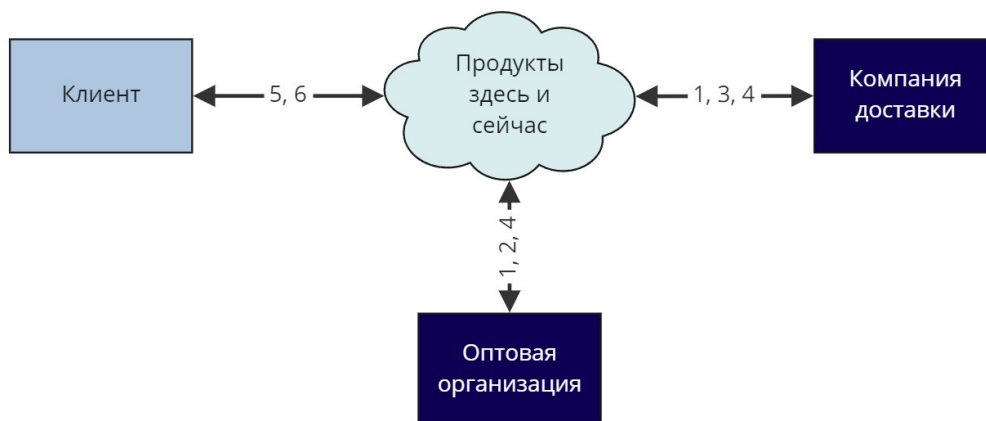 Клиент
5, 6
Продукты
здесь и
сейчас
1, 3, 4
Компания
доставки
1, 2, 4
Оптовая
организация